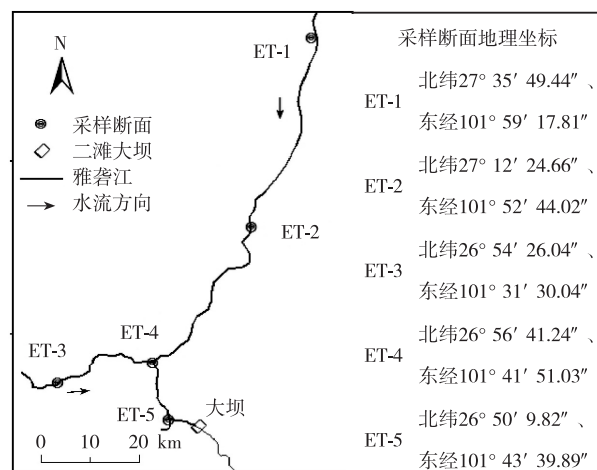 N
采样断面
二滩大坝
雅砻江
水流方向
ET-1
ET-2
ET-3
ET-4
ET-5
大坝
0 10 20 km
采样断面地理坐标
ET-1
北纬27° 35′ 49.44″ 、
东经101° 59′ 17.81″
ET-2
北纬27° 12′ 24.66″ 、
东经101° 52′ 44.02″
ET-3
北纬26° 54′ 26.04″ 、
东经101° 31′ 30.04″
ET-4
北纬26° 56′ 41.24″ 、
东经101° 41′ 51.03″
ET-5
北纬26° 50′ 9.82″ 、
东经101° 43′ 39.89″